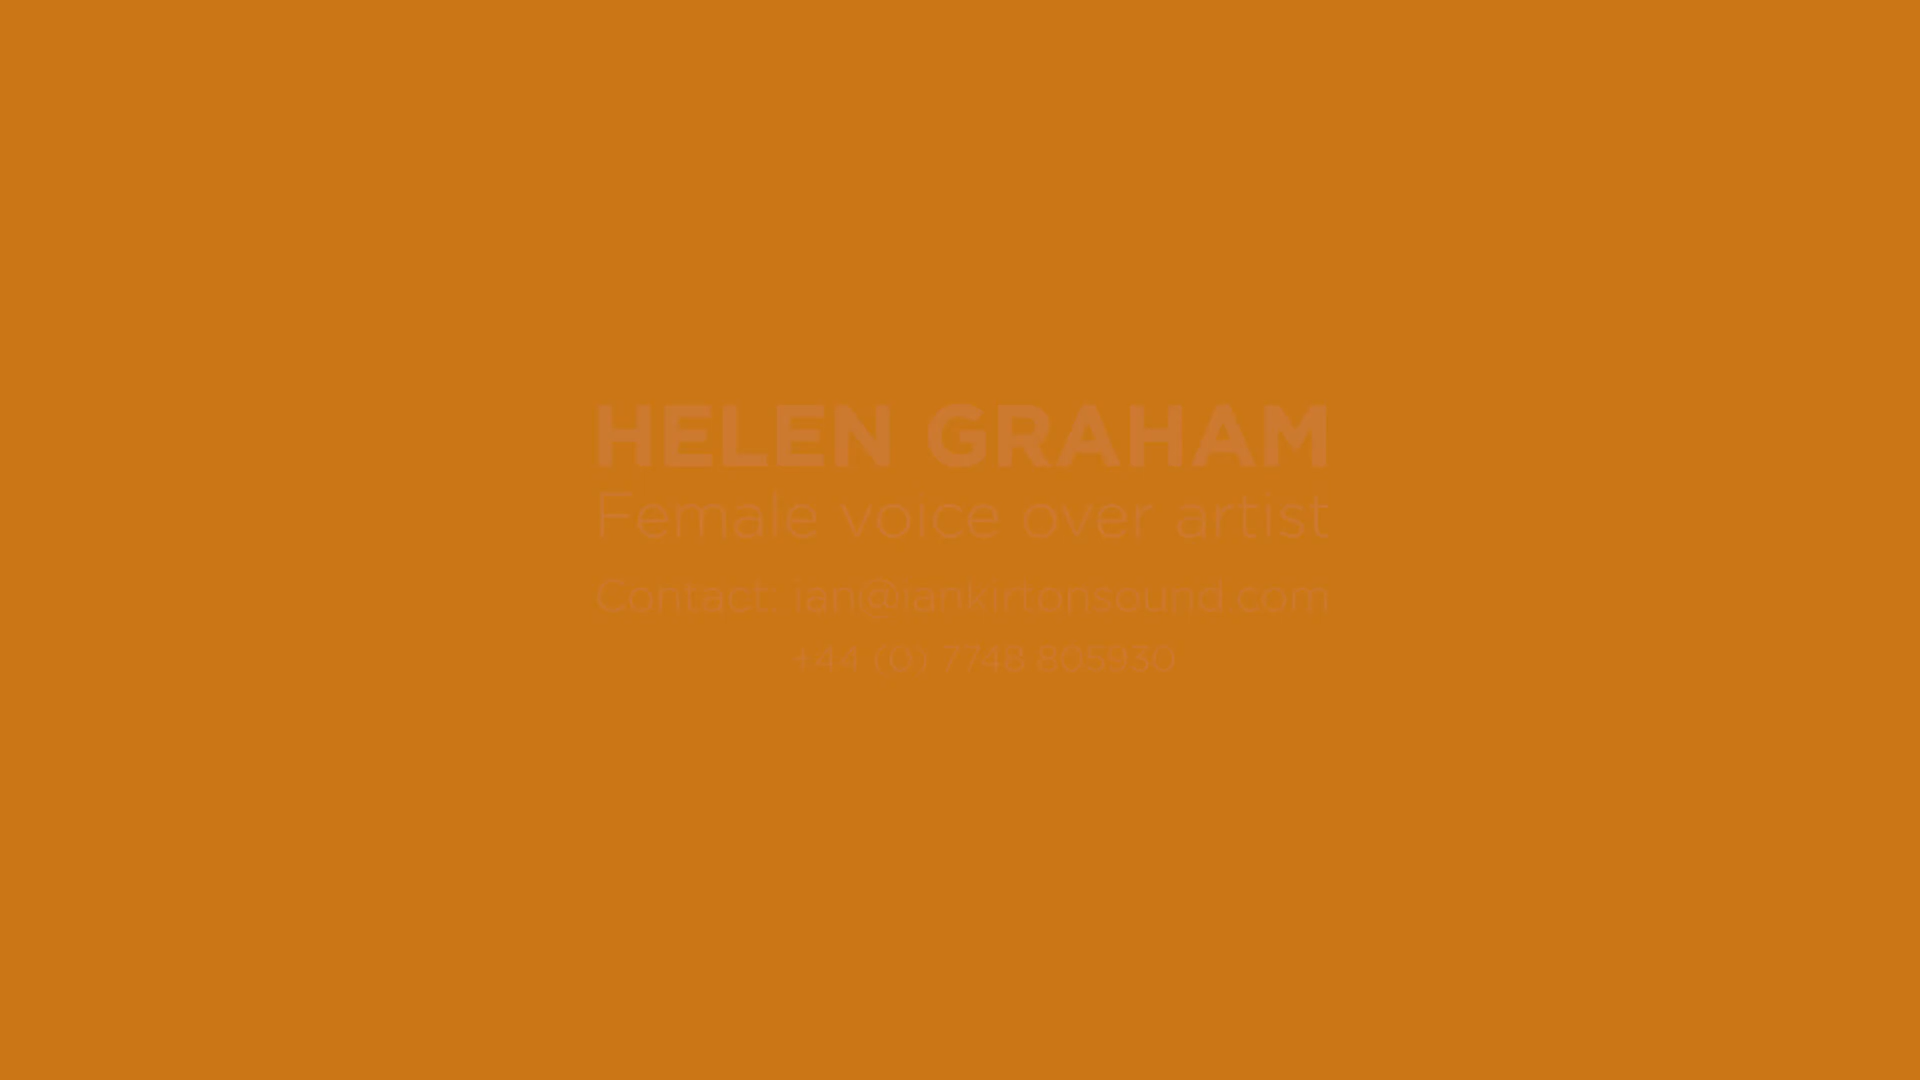 HELEN GRAHAM
Female voice over artist
Contact: ian@iankirtonsound.com
+44 (0) 7748 805930